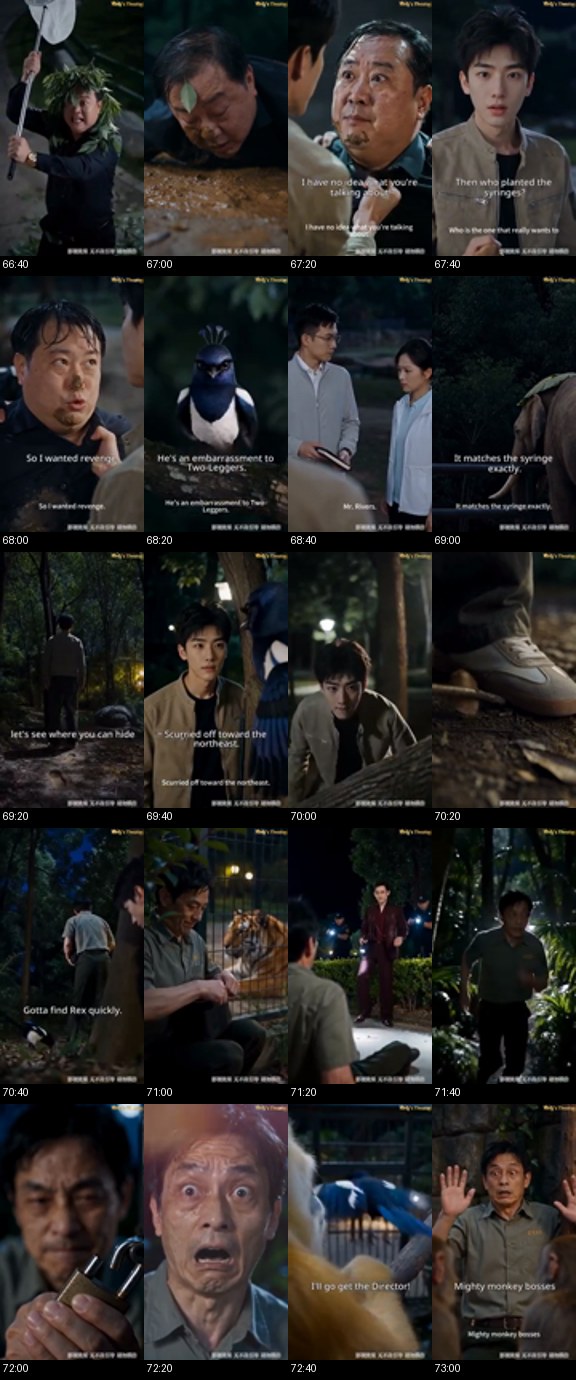 66:40
67:00
I have no idea what you're
talking about.
I have no idea what you're talking
67:20
Then who planted the
syringes?
Who is the one that really wants to
67:40
So I wanted revenge.
So I wanted revenge.
68:00
He's an embarrassment to
Two-Leggers.
He's an embarrassment to Two-
Leggers.
68:20
Mr. Rivers.
68:40
It matches the syringe
exactly.
It matches the syringe exactly.
69:00
let's see where you can hide
69:20
Scurried off toward the
northeast.
Scurried off toward the northeast.
69:40
70:00
70:20
Gotta find Rex quickly.
70:40
71:00
71:20
71:40
72:00
72:20
I'll go get the Director!
72:40
Mighty monkey bosses
Mighty monkey bosses
73:00